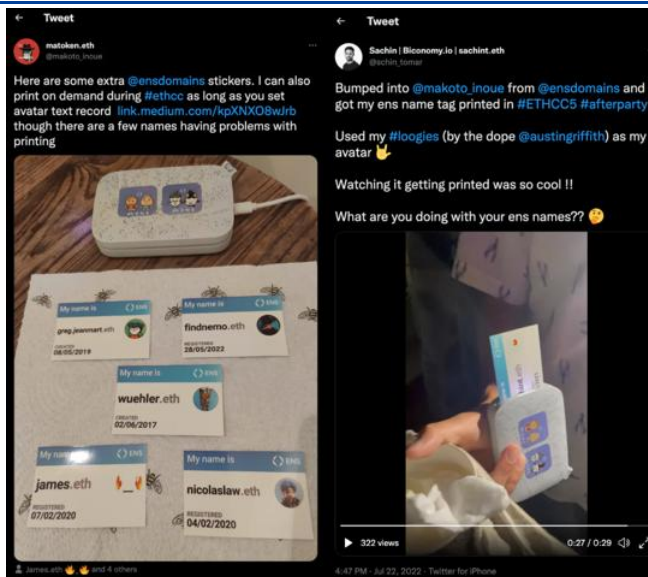 Tweet
matoken.eth
@makoto_inoue
Here are some extra @ensdomains stickers. I can also
print on demand during #ethcc as long as you set
avatar text record link.medium.com/kpXNXO8wJrb
though there are a few names having problems with
printing
My name is ENS
greg.jeanmart.eth
CREATED
08/05/2019
My name is ENS
findnemo.eth
REGISTERED
28/05/2022
My name is ENS
wuehler.eth
CREATED
02/06/2017
My name ENS
james.eth
REGISTERED
07/02/2020
My name is ENS
nicolaslaw.eth
REGISTERED
04/02/2020
James.eth 🔥_🔥 and 4 others
Tweet
Sachin | Biconomy.io | sachint.eth
@schin_tomar
Bumped into @makoto_inoue from @ensdomains and
got my ens name tag printed in #ETHCC5 #afterparty
Used my #loogies (by the dope @austingriffith) as my
avatar 🤟
Watching it getting printed was so cool !!
What are you doing with your ens names?? 🤔
322 views
0:27 / 0:29
4:47 PM · Jul 22, 2022 · Twitter for iPhone